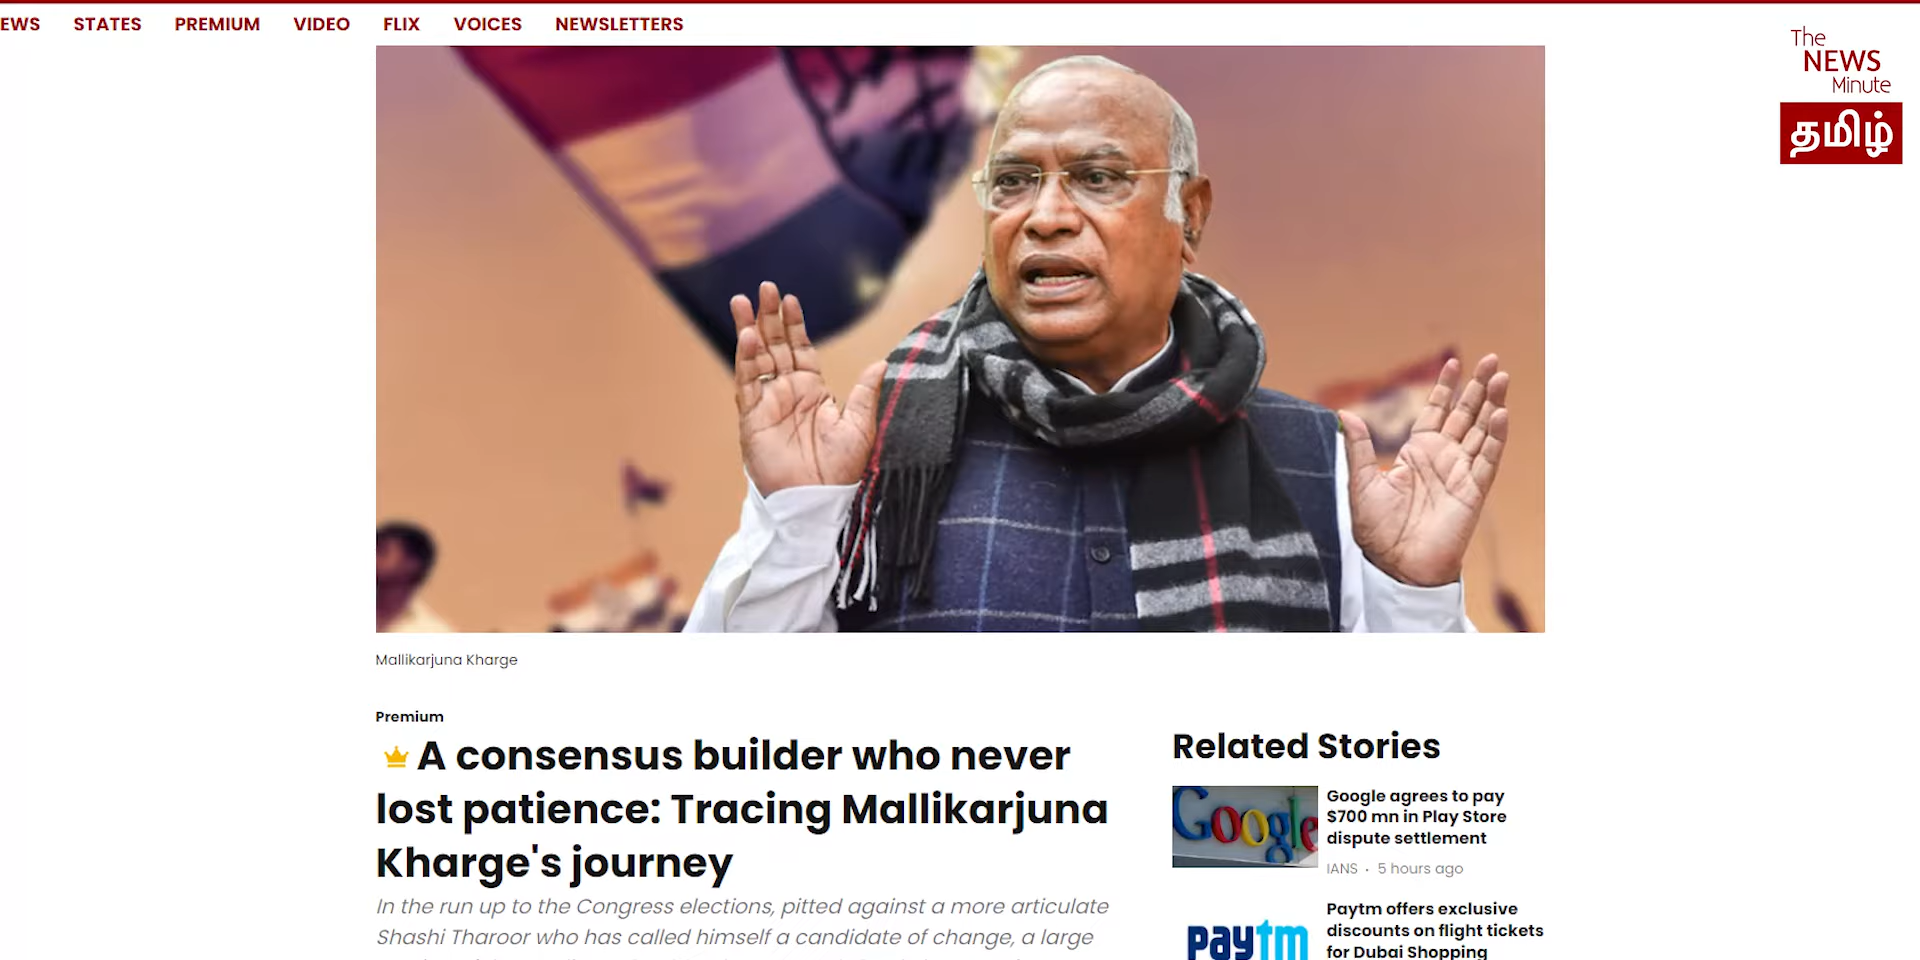 EWS STATES PREMIUM VIDEO FLIX VOICES NEWSLETTERS
The
NEWS
Minute
தமிழ்
Mallikarjuna Kharge
Premium
A consensus builder who never
lost patience: Tracing Mallikarjuna
Kharge's journey
In the run up to the Congress elections, pitted against a more articulate
Shashi Tharoor who has called himself a candidate of change, a large
Related Stories
Google
Google agrees to pay
$700 mn in Play Store
dispute settlement
IANS · 5 hours ago
paytm
Paytm offers exclusive
discounts on flight tickets
for Dubai Shopping